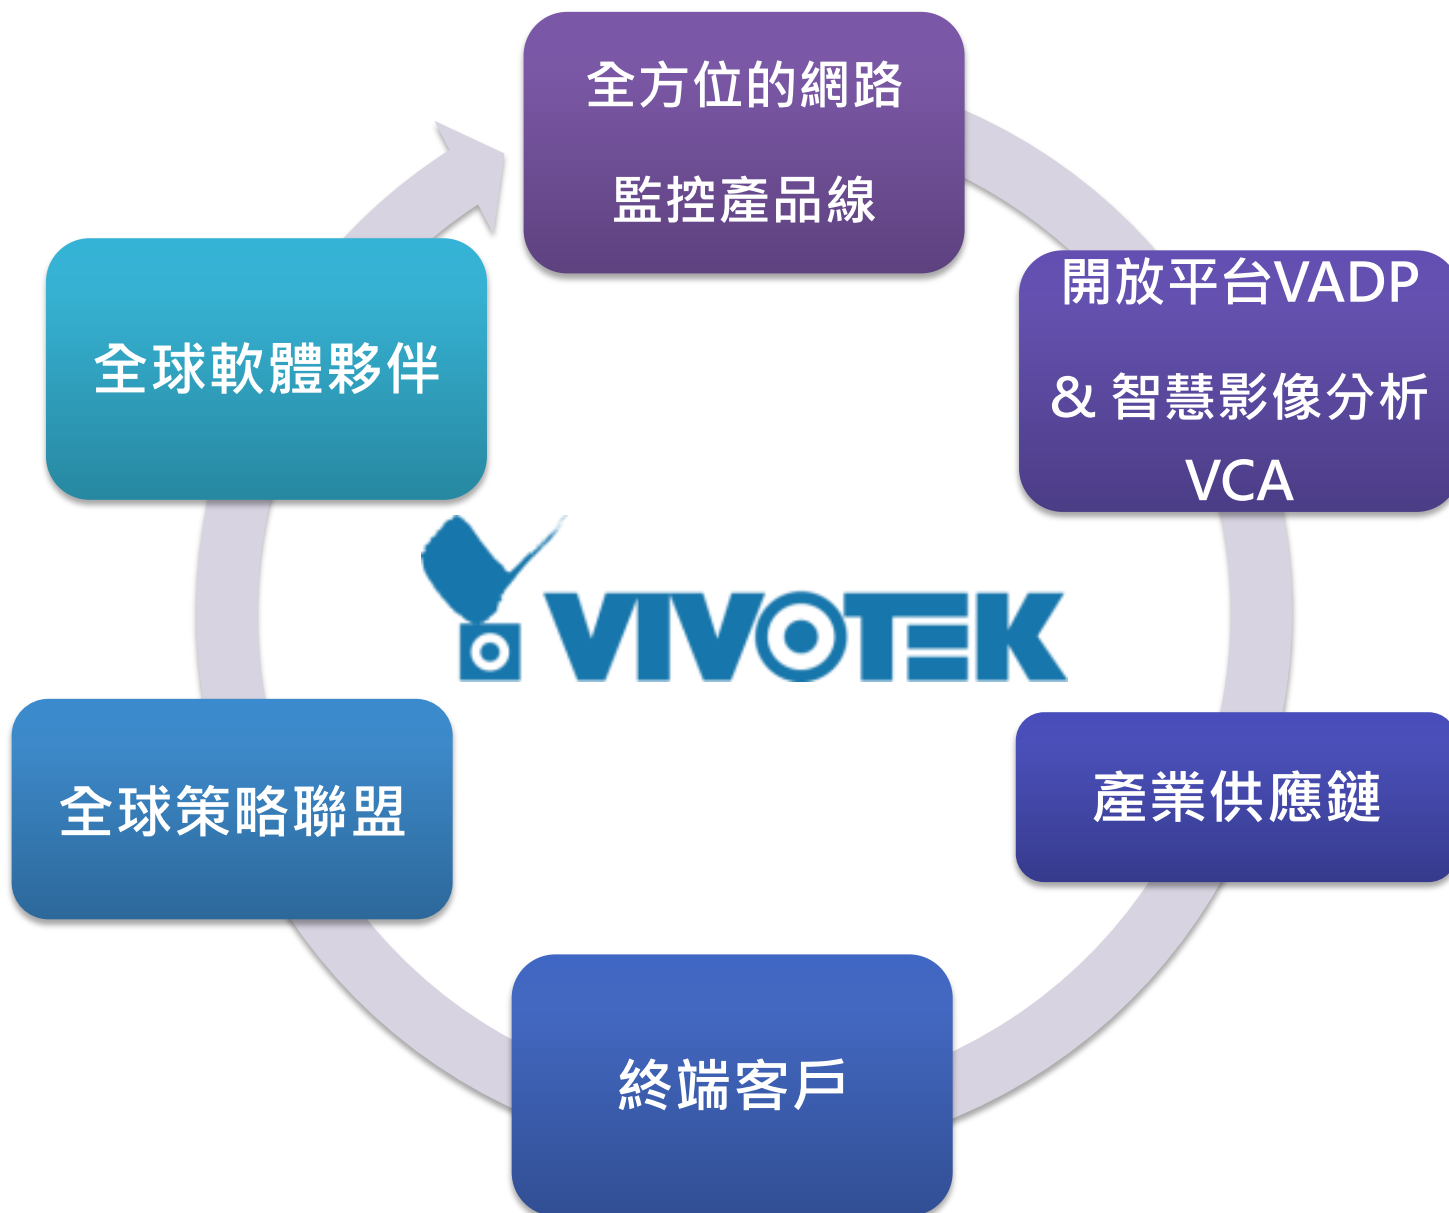 全方位的網路
監控產品線
開放平台VADP
& 智慧影像分析
VCA
產業供應鏈
終端客戶
全球策略聯盟
全球軟體夥伴
VIVOTEK